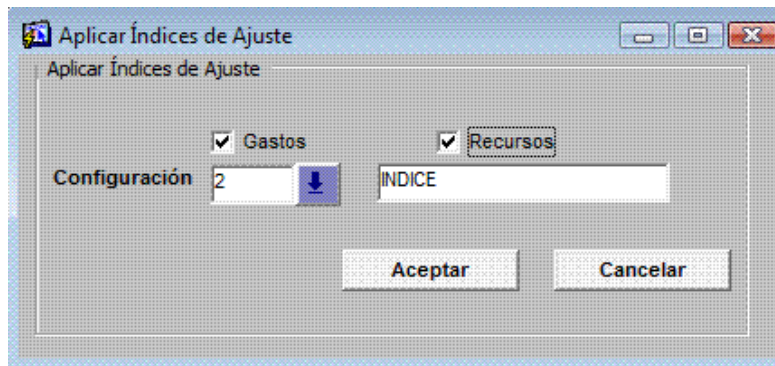 Aplicar Índices de Ajuste
Aplicar Índices de Ajuste
Gastos Recursos
Configuración 2 INDICE
Aceptar Cancelar